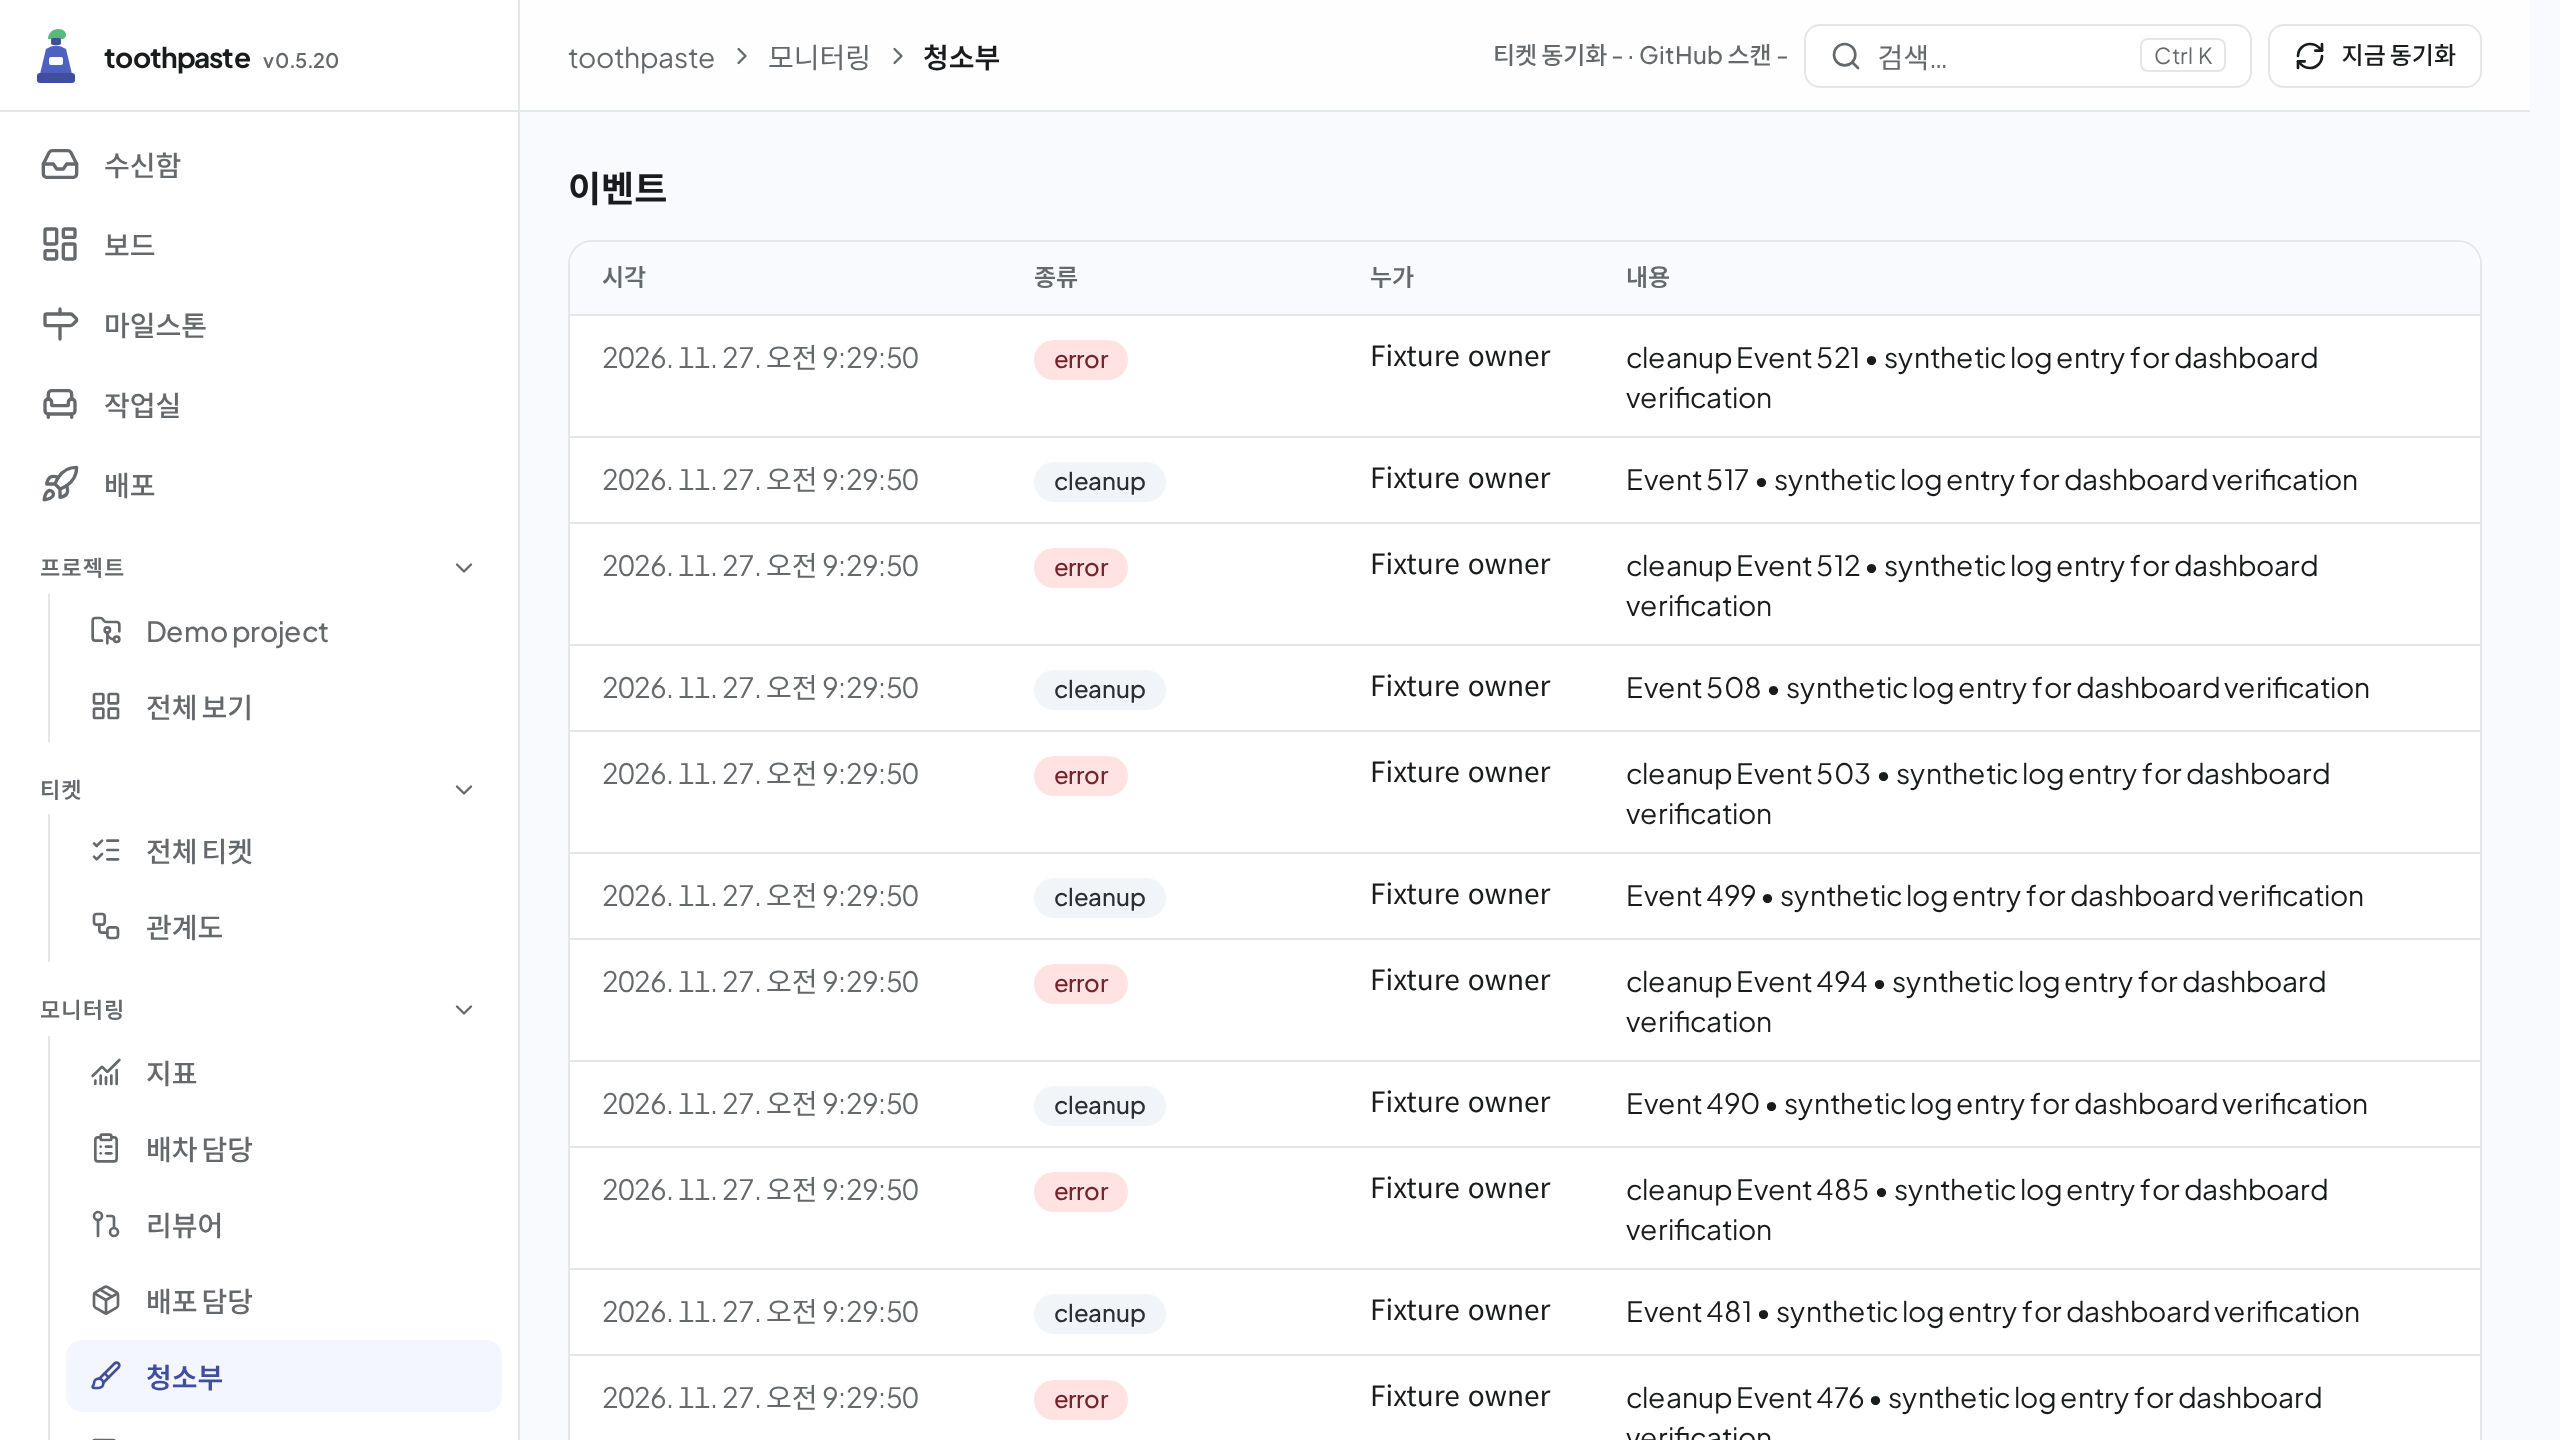 toothpaste v0.5.20
toothpaste > 모니터링 > 청소부
티켓 동기화 - · GitHub 스캔 -
검색...
Ctrl K
지금 동기화
수신함
보드
마일스톤
작업실
배포
프로젝트
Demo project
전체 보기
티켓
전체 티켓
관계도
모니터링
지표
배차 담당
리뷰어
배포 담당
청소부
이벤트
시각 종류 누가 내용
2026. 11. 27. 오전 9:29:50 error Fixture owner cleanup Event 521 • synthetic log entry for dashboard
verification
2026. 11. 27. 오전 9:29:50 cleanup Fixture owner Event 517 • synthetic log entry for dashboard verification
2026. 11. 27. 오전 9:29:50 error Fixture owner cleanup Event 512 • synthetic log entry for dashboard
verification
2026. 11. 27. 오전 9:29:50 cleanup Fixture owner Event 508 • synthetic log entry for dashboard verification
2026. 11. 27. 오전 9:29:50 error Fixture owner cleanup Event 503 • synthetic log entry for dashboard
verification
2026. 11. 27. 오전 9:29:50 cleanup Fixture owner Event 499 • synthetic log entry for dashboard verification
2026. 11. 27. 오전 9:29:50 error Fixture owner cleanup Event 494 • synthetic log entry for dashboard
verification
2026. 11. 27. 오전 9:29:50 cleanup Fixture owner Event 490 • synthetic log entry for dashboard verification
2026. 11. 27. 오전 9:29:50 error Fixture owner cleanup Event 485 • synthetic log entry for dashboard
verification
2026. 11. 27. 오전 9:29:50 cleanup Fixture owner Event 481 • synthetic log entry for dashboard verification
2026. 11. 27. 오전 9:29:50 error Fixture owner cleanup Event 476 • synthetic log entry for dashboard
verification